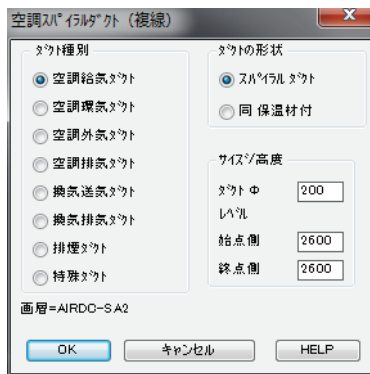 空調ｽﾊﾟｲﾗﾙﾀﾞｸﾄ（複線）
ﾀﾞｸﾄ種別
空調給気ﾀﾞｸﾄ
空調環気ﾀﾞｸﾄ
空調外気ﾀﾞｸﾄ
空調排気ﾀﾞｸﾄ
換気送気ﾀﾞｸﾄ
換気排気ﾀﾞｸﾄ
排煙ﾀﾞｸﾄ
特殊ﾀﾞｸﾄ
ﾀﾞｸﾄの形状
ｽﾊﾟｲﾗﾙ ﾀﾞｸﾄ
同 保温材付
ｻｲｽﾞ/高度
ﾀﾞｸﾄ Φ 200
ﾚﾍﾞﾙ
始点側 2600
終点側 2600
画層=AIRDC-SA2
OK キャンセル HELP